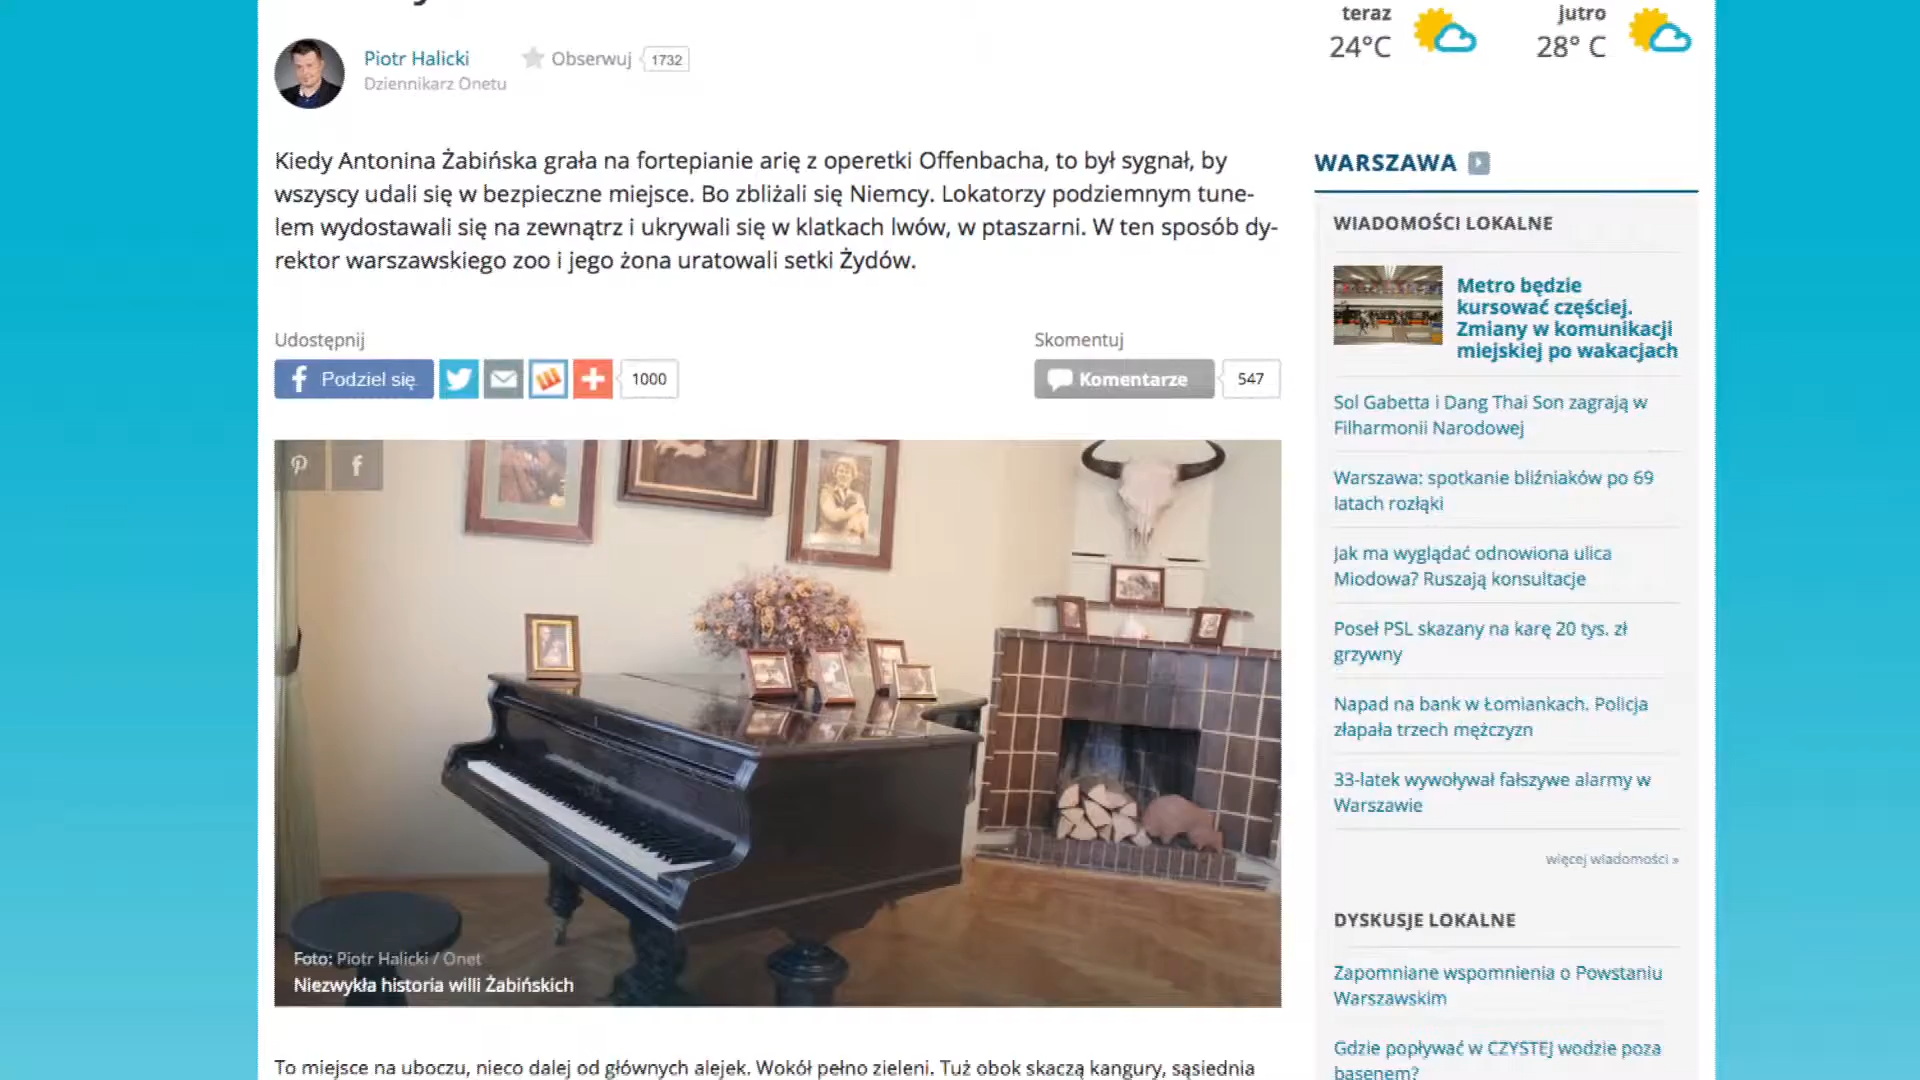 Piotr Halicki
Obserwuj
1732
Dziennikarz Onetu
Kiedy Antonina Żabińska grała na fortepianie arię z operetki Offenbacha, to był sygnał, by
wszyscy udali się w bezpieczne miejsce. Bo zbliżali się Niemcy. Lokatorzy podziemnym tune-
lem wydostawali się na zewnątrz i ukrywali się w klatkach lwów, w ptaszarni. W ten sposób dy-
rektor warszawskiego zoo i jego żona uratowali setki Żydów.
Udostępnij
Podziel się
1000
Skomentuj
Komentarze
547
Foto: Piotr Halicki / Onet
Niezwykła historia willi Żabińskich
To miejsce na uboczu, nieco dalej od głównych alejek. Wokół pełno zieleni. Tuż obok skaczą kangury, sąsiednia
teraz
24°C
jutro
28° C
WARSZAWA
WIADOMOŚCI LOKALNE
Metro będzie
kursować częściej.
Zmiany w komunikacji
miejskiej po wakacjach
Sol Gabetta i Dang Thai Son zagrają w
Filharmonii Narodowej
Warszawa: spotkanie bliźniaków po 69
latach rozłąki
Jak ma wyglądać odnowiona ulica
Miodowa? Ruszają konsultacje
Poseł PSL skazany na karę 20 tys. zł
grzywny
Napad na bank w Łomiankach. Policja
złapała trzech mężczyzn
33-latek wywoływał fałszywe alarmy w
Warszawie
więcej wiadomości »
DYSKUSJE LOKALNE
Zapomniane wspomnienia o Powstaniu
Warszawskim
Gdzie popływać w CZYSTEJ wodzie poza
basenem?